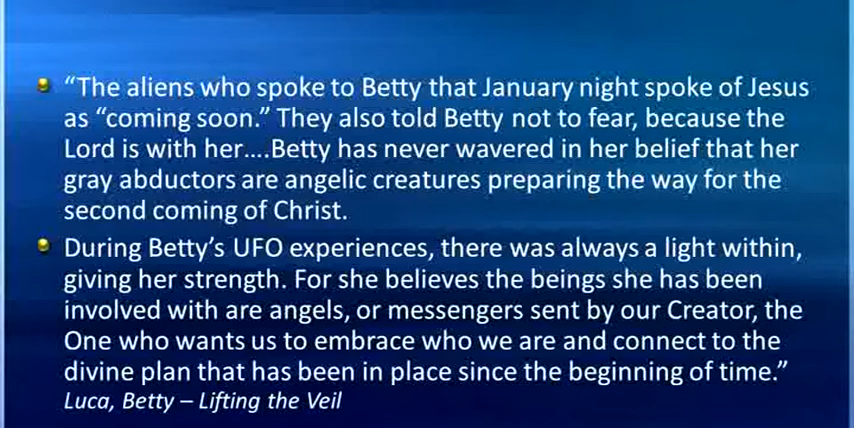 “The aliens who spoke to Betty that January night spoke of Jesus
as “coming soon.” They also told Betty not to fear, because the
Lord is with her....Betty has never wavered in her belief that her
gray abductors are angelic creatures preparing the way for the
second coming of Christ.
During Betty’s UFO experiences, there was always a light within,
giving her strength. For she believes the beings she has been
involved with are angels, or messengers sent by our Creator, the
One who wants us to embrace who we are and connect to the
divine plan that has been in place since the beginning of time.”
Luca, Betty – Lifting the Veil